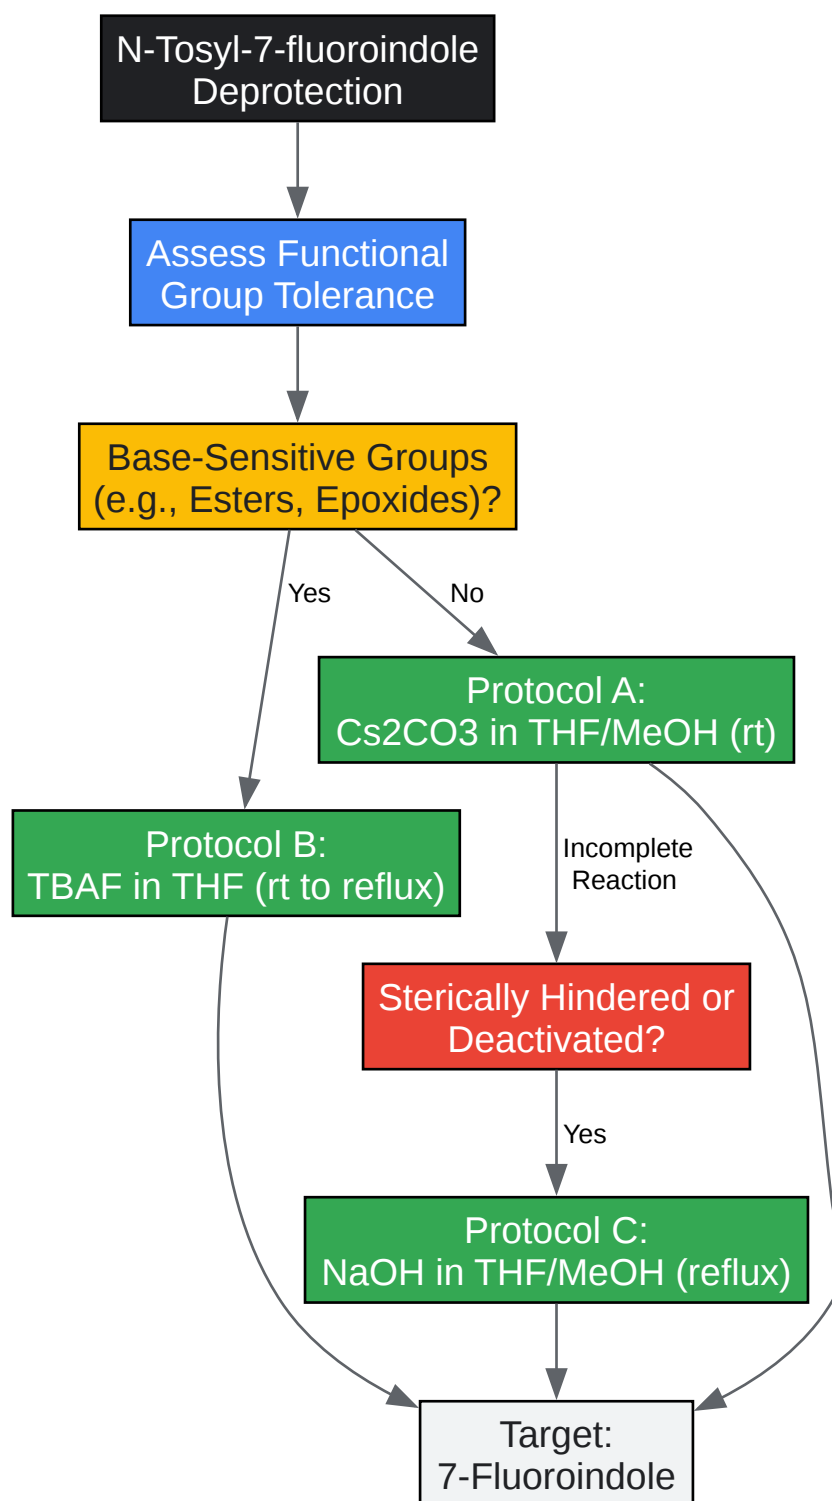 N-Tosyl-7-fluoroindole
Deprotection
Assess Functional
Group Tolerance
Base-Sensitive Groups
(e.g., Esters, Epoxides)?
Yes
No
Protocol A:
Cs2CO3 in THF/MeOH (rt)
Protocol B:
TBAF in THF (rt to reflux)
Incomplete
Reaction
Sterically Hindered or
Deactivated?
Yes
Protocol C:
NaOH in THF/MeOH (reflux)
Target:
7-Fluoroindole